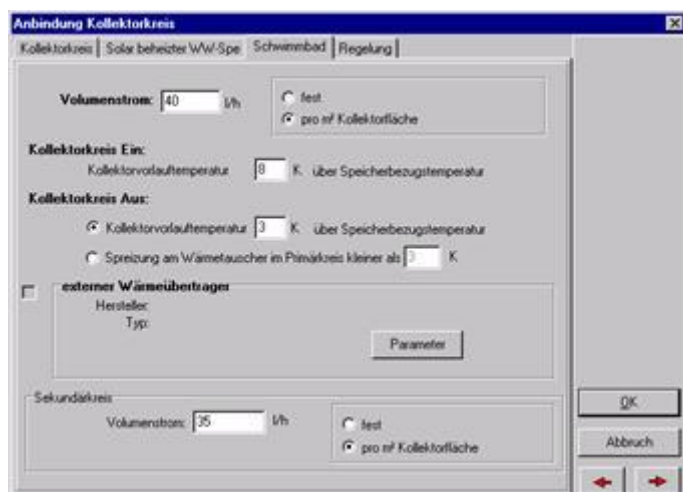 Anbindung Kollektorkreis
Kollektorkreis Solar beheizter WW-Spe Schwimmbad Regelung
Volumenstrom: 40 l/h
fest
pro m² Kollektorfläche
Kollektorkreis Ein:
Kollektorvorlauftemperatur 8 K über Speicherbezugstemperatur
Kollektorkreis Aus:
Kollektorvorlauftemperatur 3 K über Speicherbezugstemperatur
Spreizung am Wärmetauscher im Primärkreis kleiner als 3 K
externer Wärmeübertrager
Hersteller:
Typ:
Parameter
Sekundärkreis
Volumenstrom: 35 l/h
fest
pro m² Kollektorfläche
OK
Abbruch